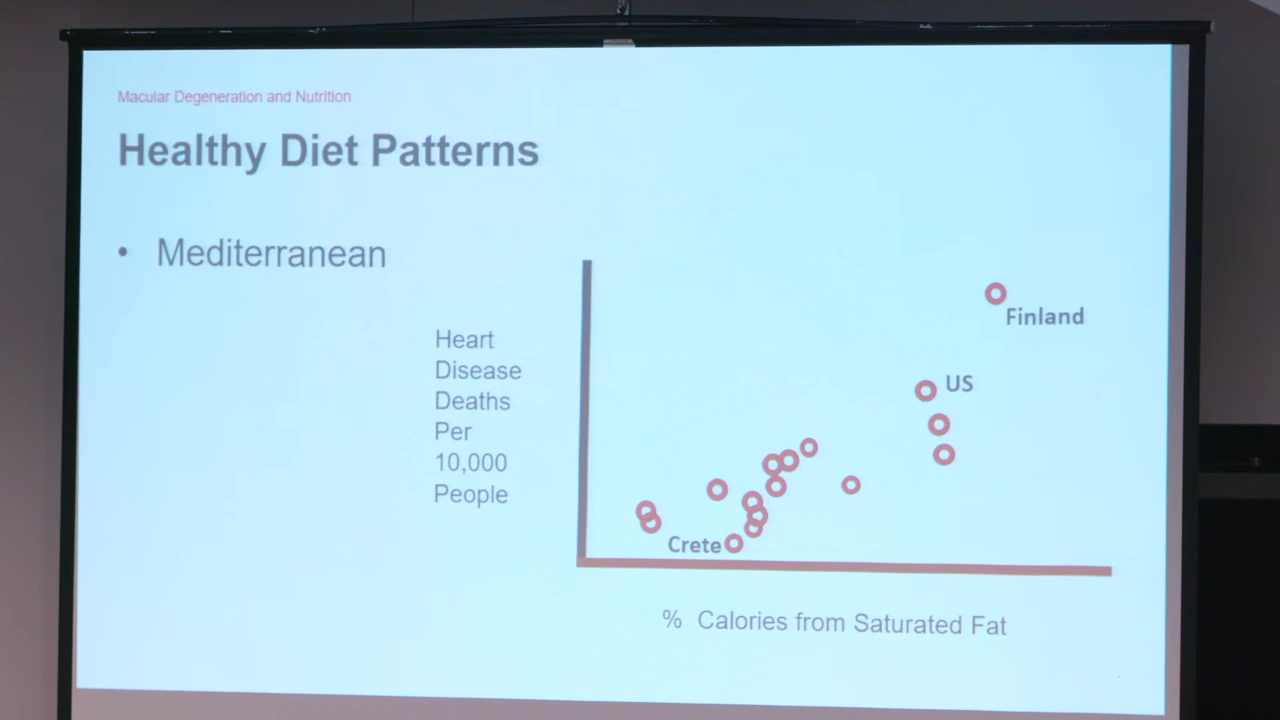 Macular Degeneration and Nutrition
Healthy Diet Patterns
• Mediterranean
Heart
Disease
Deaths
Per
10,000
People
Finland
US
Crete
% Calories from Saturated Fat